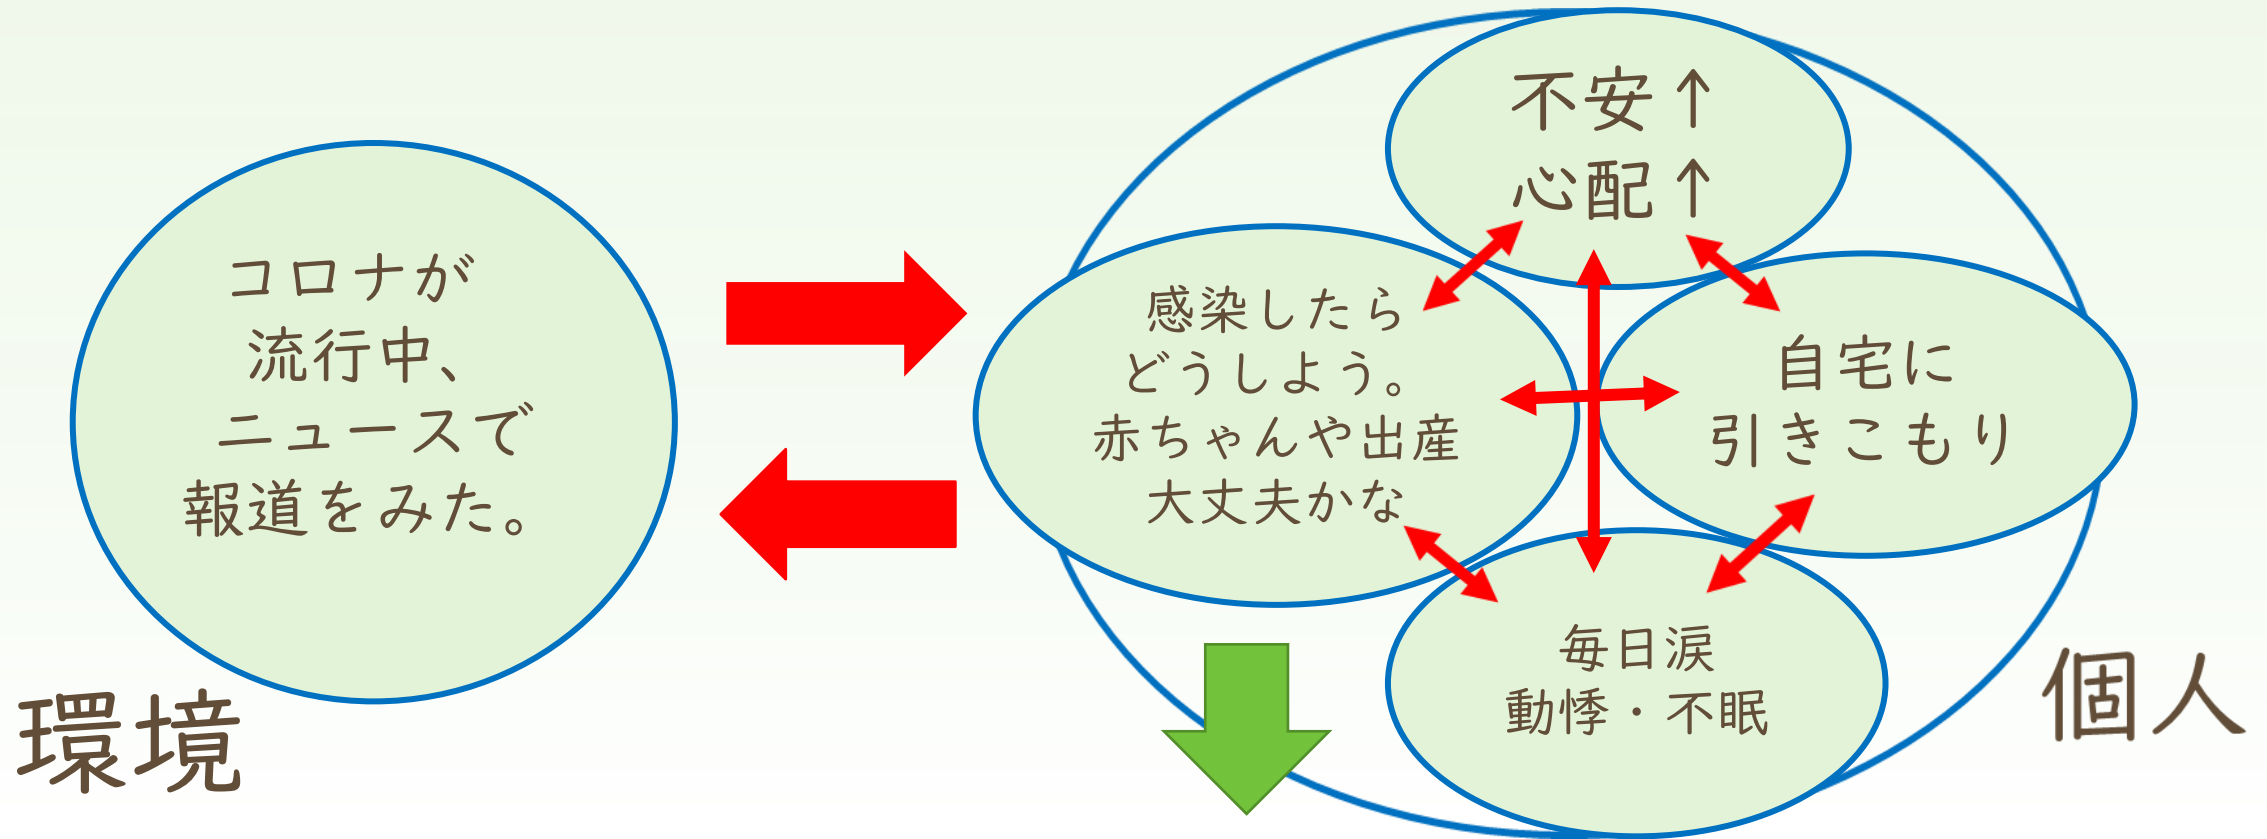 コロナが
流行中、
ニュースで
報道をみた。
環境
不安↑
心配↑
感染したら
どうしよう。
赤ちゃんや出産
大丈夫かな
自宅に
引きこもり
毎日涙
動悸・不眠
個人